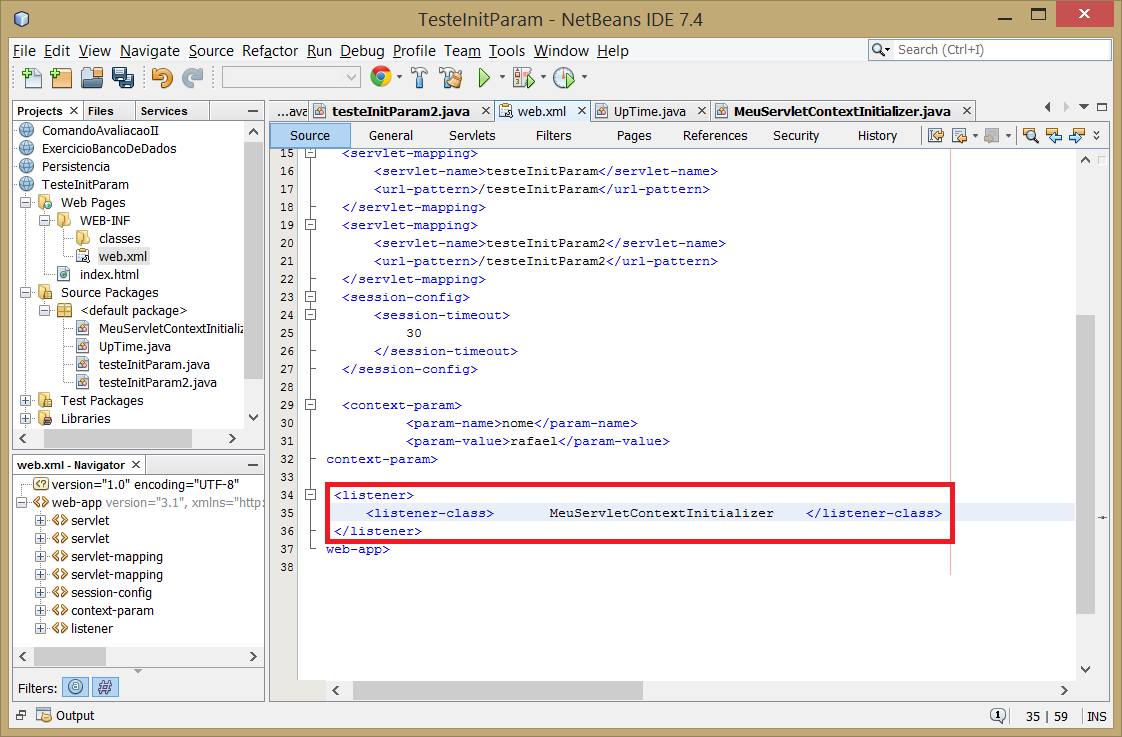 TesteInitParam - NetBeans IDE 7.4
File Edit View Navigate Source Refactor Run Debug Profile Team Tools Window Help
Search (Ctrl+I)
Projects Files Services
ComandoAvaliacaoII
ExercicioBancoDeDados
Persistencia
TesteInitParam
Web Pages
WEB-INF
classes
web.xml
index.html
Source Packages
<default package>
MeuServletContextInitializ
UpTime.java
testeInitParam.java
testeInitParam2.java
Test Packages
Libraries
web.xml - Navigator
version="1.0" encoding="UTF-8"
web-app version="3.1", xmlns="http:
servlet
servlet
servlet-mapping
servlet-mapping
session-config
context-param
listener
Filters:
...ava testeInitParam2.java web.xml UpTime.java MeuServletContextInitializer.java
Source General Servlets Filters Pages References Security History
15 <servlet-mapping>
16 <servlet-name>testeInitParam</servlet-name>
17 <url-pattern>/testeInitParam</url-pattern>
18 </servlet-mapping>
19 <servlet-mapping>
20 <servlet-name>testeInitParam2</servlet-name>
21 <url-pattern>/testeInitParam2</url-pattern>
22 </servlet-mapping>
23 <session-config>
24 <session-timeout>
25 30
26 </session-timeout>
27 </session-config>
28
29 <context-param>
30 <param-name>nome</param-name>
31 <param-value>rafael</param-value>
32 context-param>
33
34 <listener>
35 <listener-class> MeuServletContextInitializer </listener-class>
36 </listener>
37 web-app>
38
Output
1 35 | 59 INS